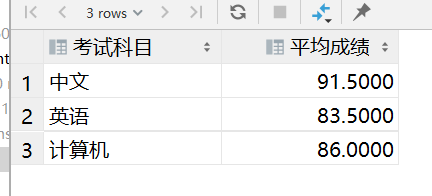 3 rows
考试科目 平均成绩
1 中文 91.5000
2 英语 83.5000
3 计算机 86.0000